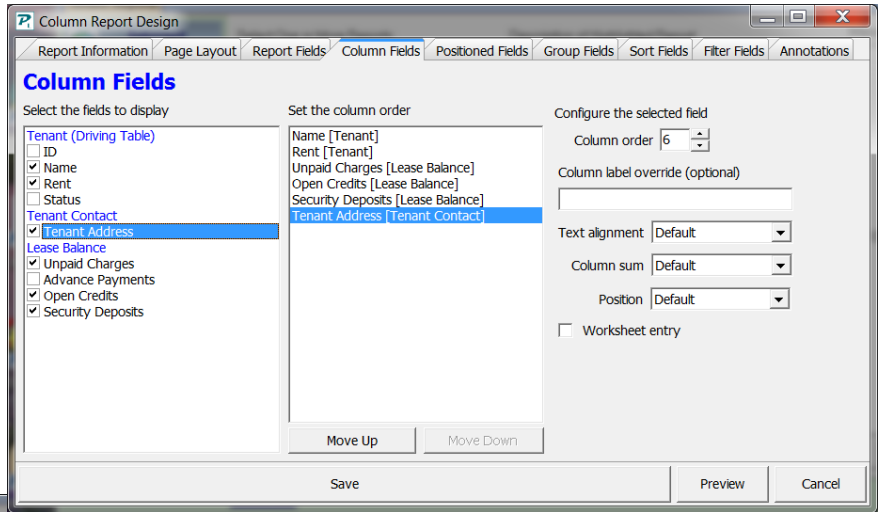 Column Report Design
Report Information Page Layout Report Fields Column Fields Positioned Fields Group Fields Sort Fields Filter Fields Annotations
Column Fields
Select the fields to display
Tenant (Driving Table)
ID
Name
Rent
Status
Tenant Contact
Tenant Address
Lease Balance
Unpaid Charges
Advance Payments
Open Credits
Security Deposits
Set the column order
Name [Tenant]
Rent [Tenant]
Unpaid Charges [Lease Balance]
Open Credits [Lease Balance]
Security Deposits [Lease Balance]
Tenant Address [Tenant Contact]
Move Up Move Down
Configure the selected field
Column order 6
Column label override (optional)
Text alignment Default
Column sum Default
Position Default
Worksheet entry
Save Preview Cancel